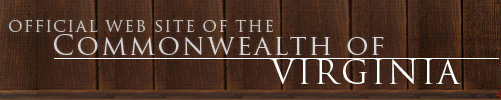 OFFICIAL WEB SITE OF THE
COMMONWEALTH OF
VIRGINIA